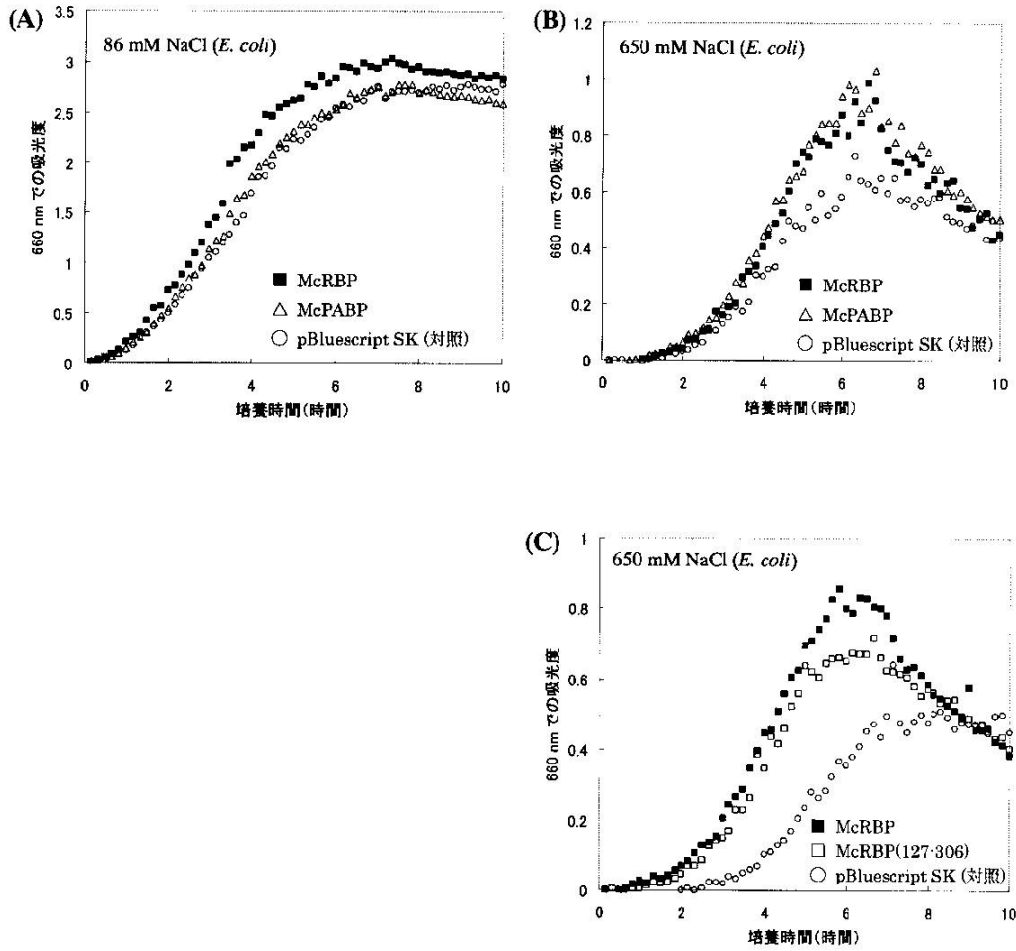 (A)
86 mM NaCl (E. coli)
3.5
3
2.5
2
1.5
1
0.5
0
660 nm での吸光度
■ McRBP
△ McPABP
○ pBluescript SK (対照)
0 2 4 6 8 10
培養時間(時間)
(B)
650 mM NaCl (E. coli)
1.2
1
0.8
0.6
0.4
0.2
0
660 nm での吸光度
■ McRBP
△ McPABP
○ pBluescript SK (対照)
0 2 4 6 8 10
培養時間(時間)
(C)
650 mM NaCl (E. coli)
1
0.8
0.6
0.4
0.2
0
660 nm での吸光度
■ McRBP
□ McRBP(127-306)
○ pBluescript SK (対照)
0 2 4 6 8 10
培養時間(時間)